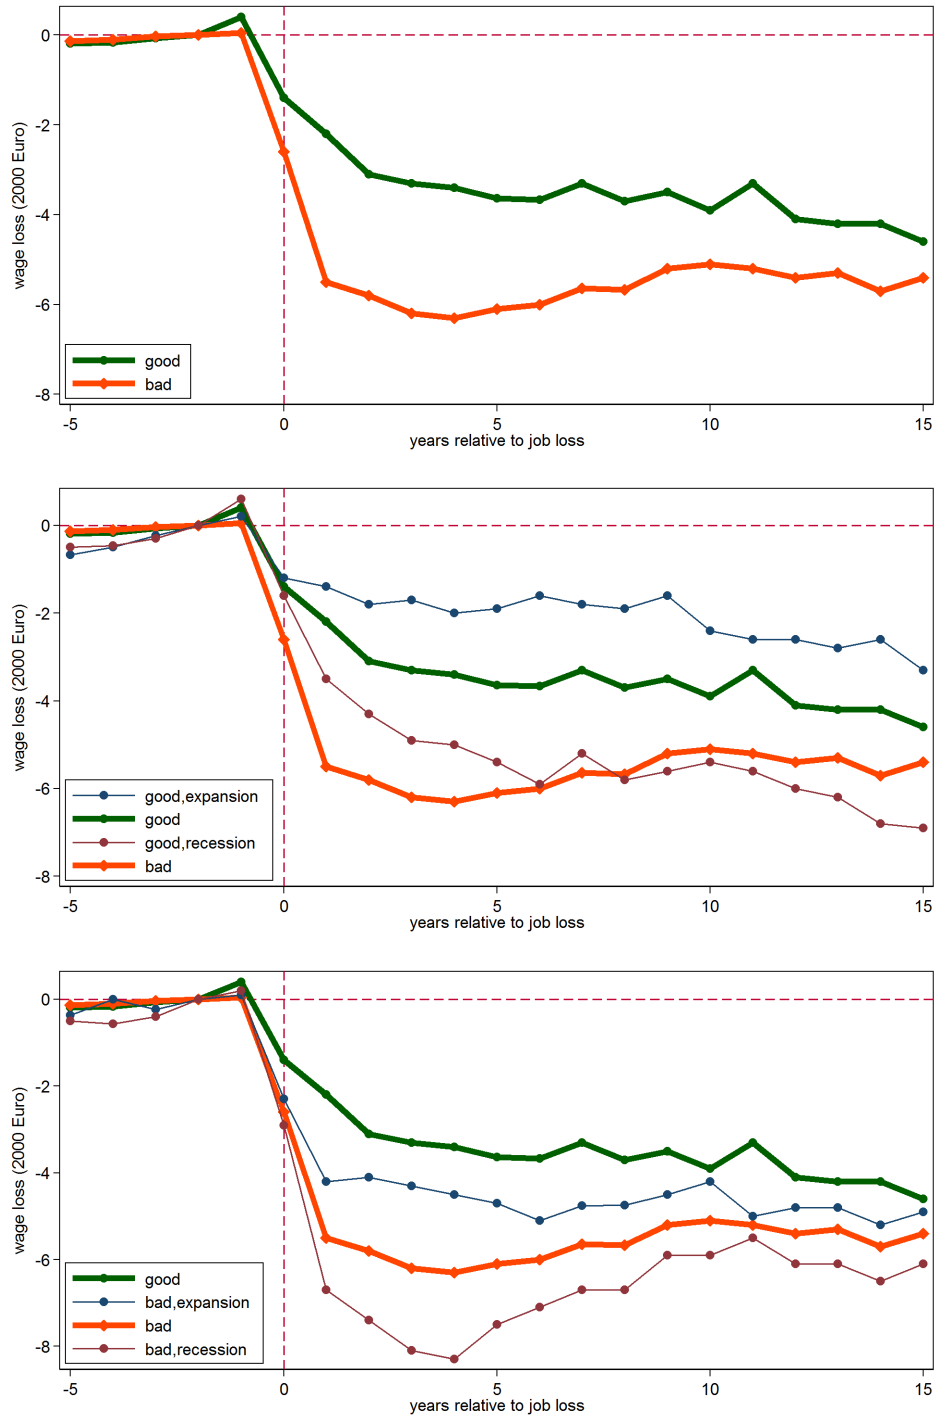 wage loss (2000 Euro)
0
-2
-4
-6
-8
good
bad
-5 0 5 10 15
years relative to job loss
wage loss (2000 Euro)
0
-2
-4
-6
-8
good,expansion
good
good,recession
bad
-5 0 5 10 15
years relative to job loss
wage loss (2000 Euro)
0
-2
-4
-6
-8
good
bad,expansion
bad
bad,recession
-5 0 5 10 15
years relative to job loss